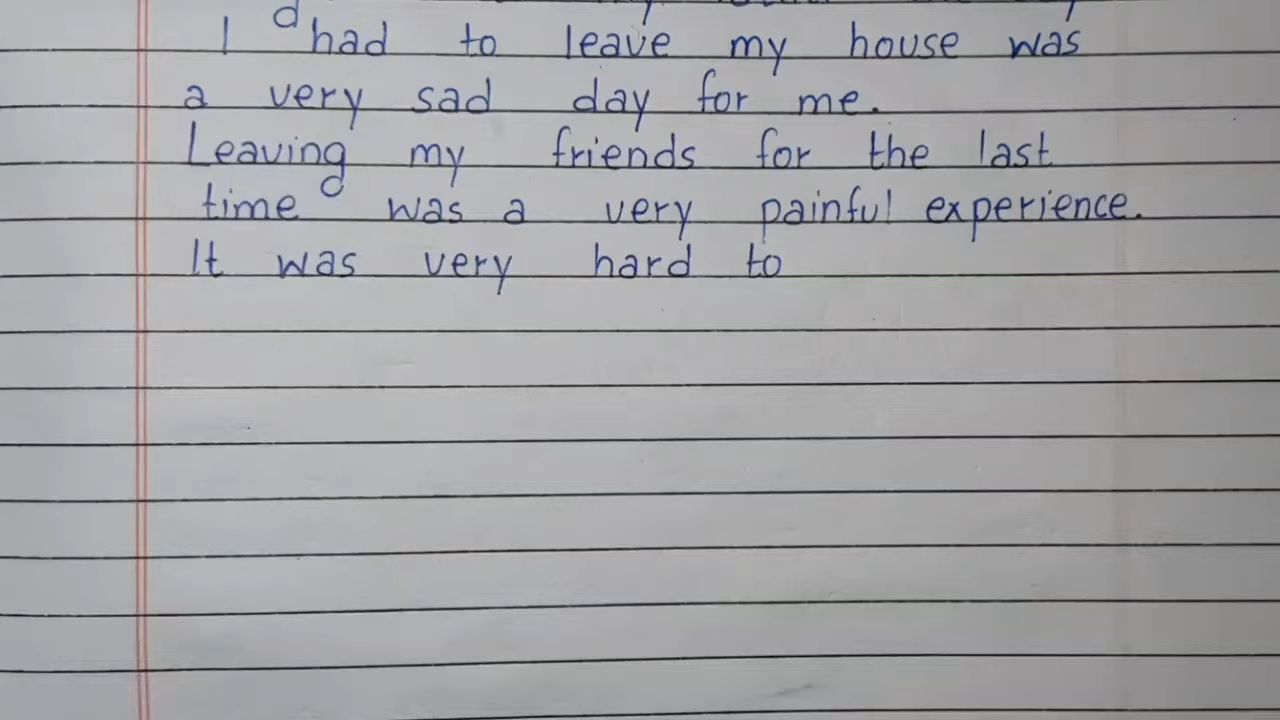 I had to leave my house was
a very sad day for me.
Leaving my friends for the last
time was a very painful experience.
It was very hard to